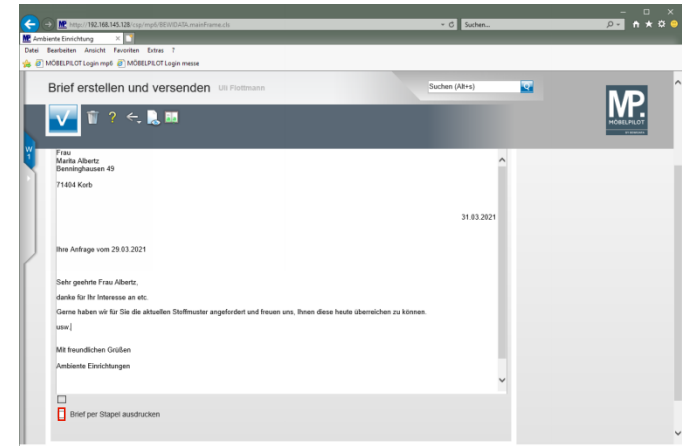 http://192.168.145.128/csp/mp6/BEWIDATA.mainFrame.cls
Suchen...
MP Ambiente Einrichtung
Datei Bearbeiten Ansicht Favoriten Extras ?
MÖBELPILOT Login mp6 MÖBELPILOT Login messe
Brief erstellen und versenden Uli Flottmann
Suchen (Alt+s)
MP.
MÖBELPILOT
W
1
Frau
Marita Albertz
Benninghausen 49
71404 Korb
31.03.2021
Ihre Anfrage vom 29.03.2021
Sehr geehrte Frau Albertz,
danke für Ihr Interesse an etc.
Gerne haben wir für Sie die aktuellen Stoffmuster angefordert und freuen uns, Ihnen diese heute überreichen zu können.
usw.
Mit freundlichen Grüßen
Ambiente Einrichtungen
Brief per Stapel ausdrucken